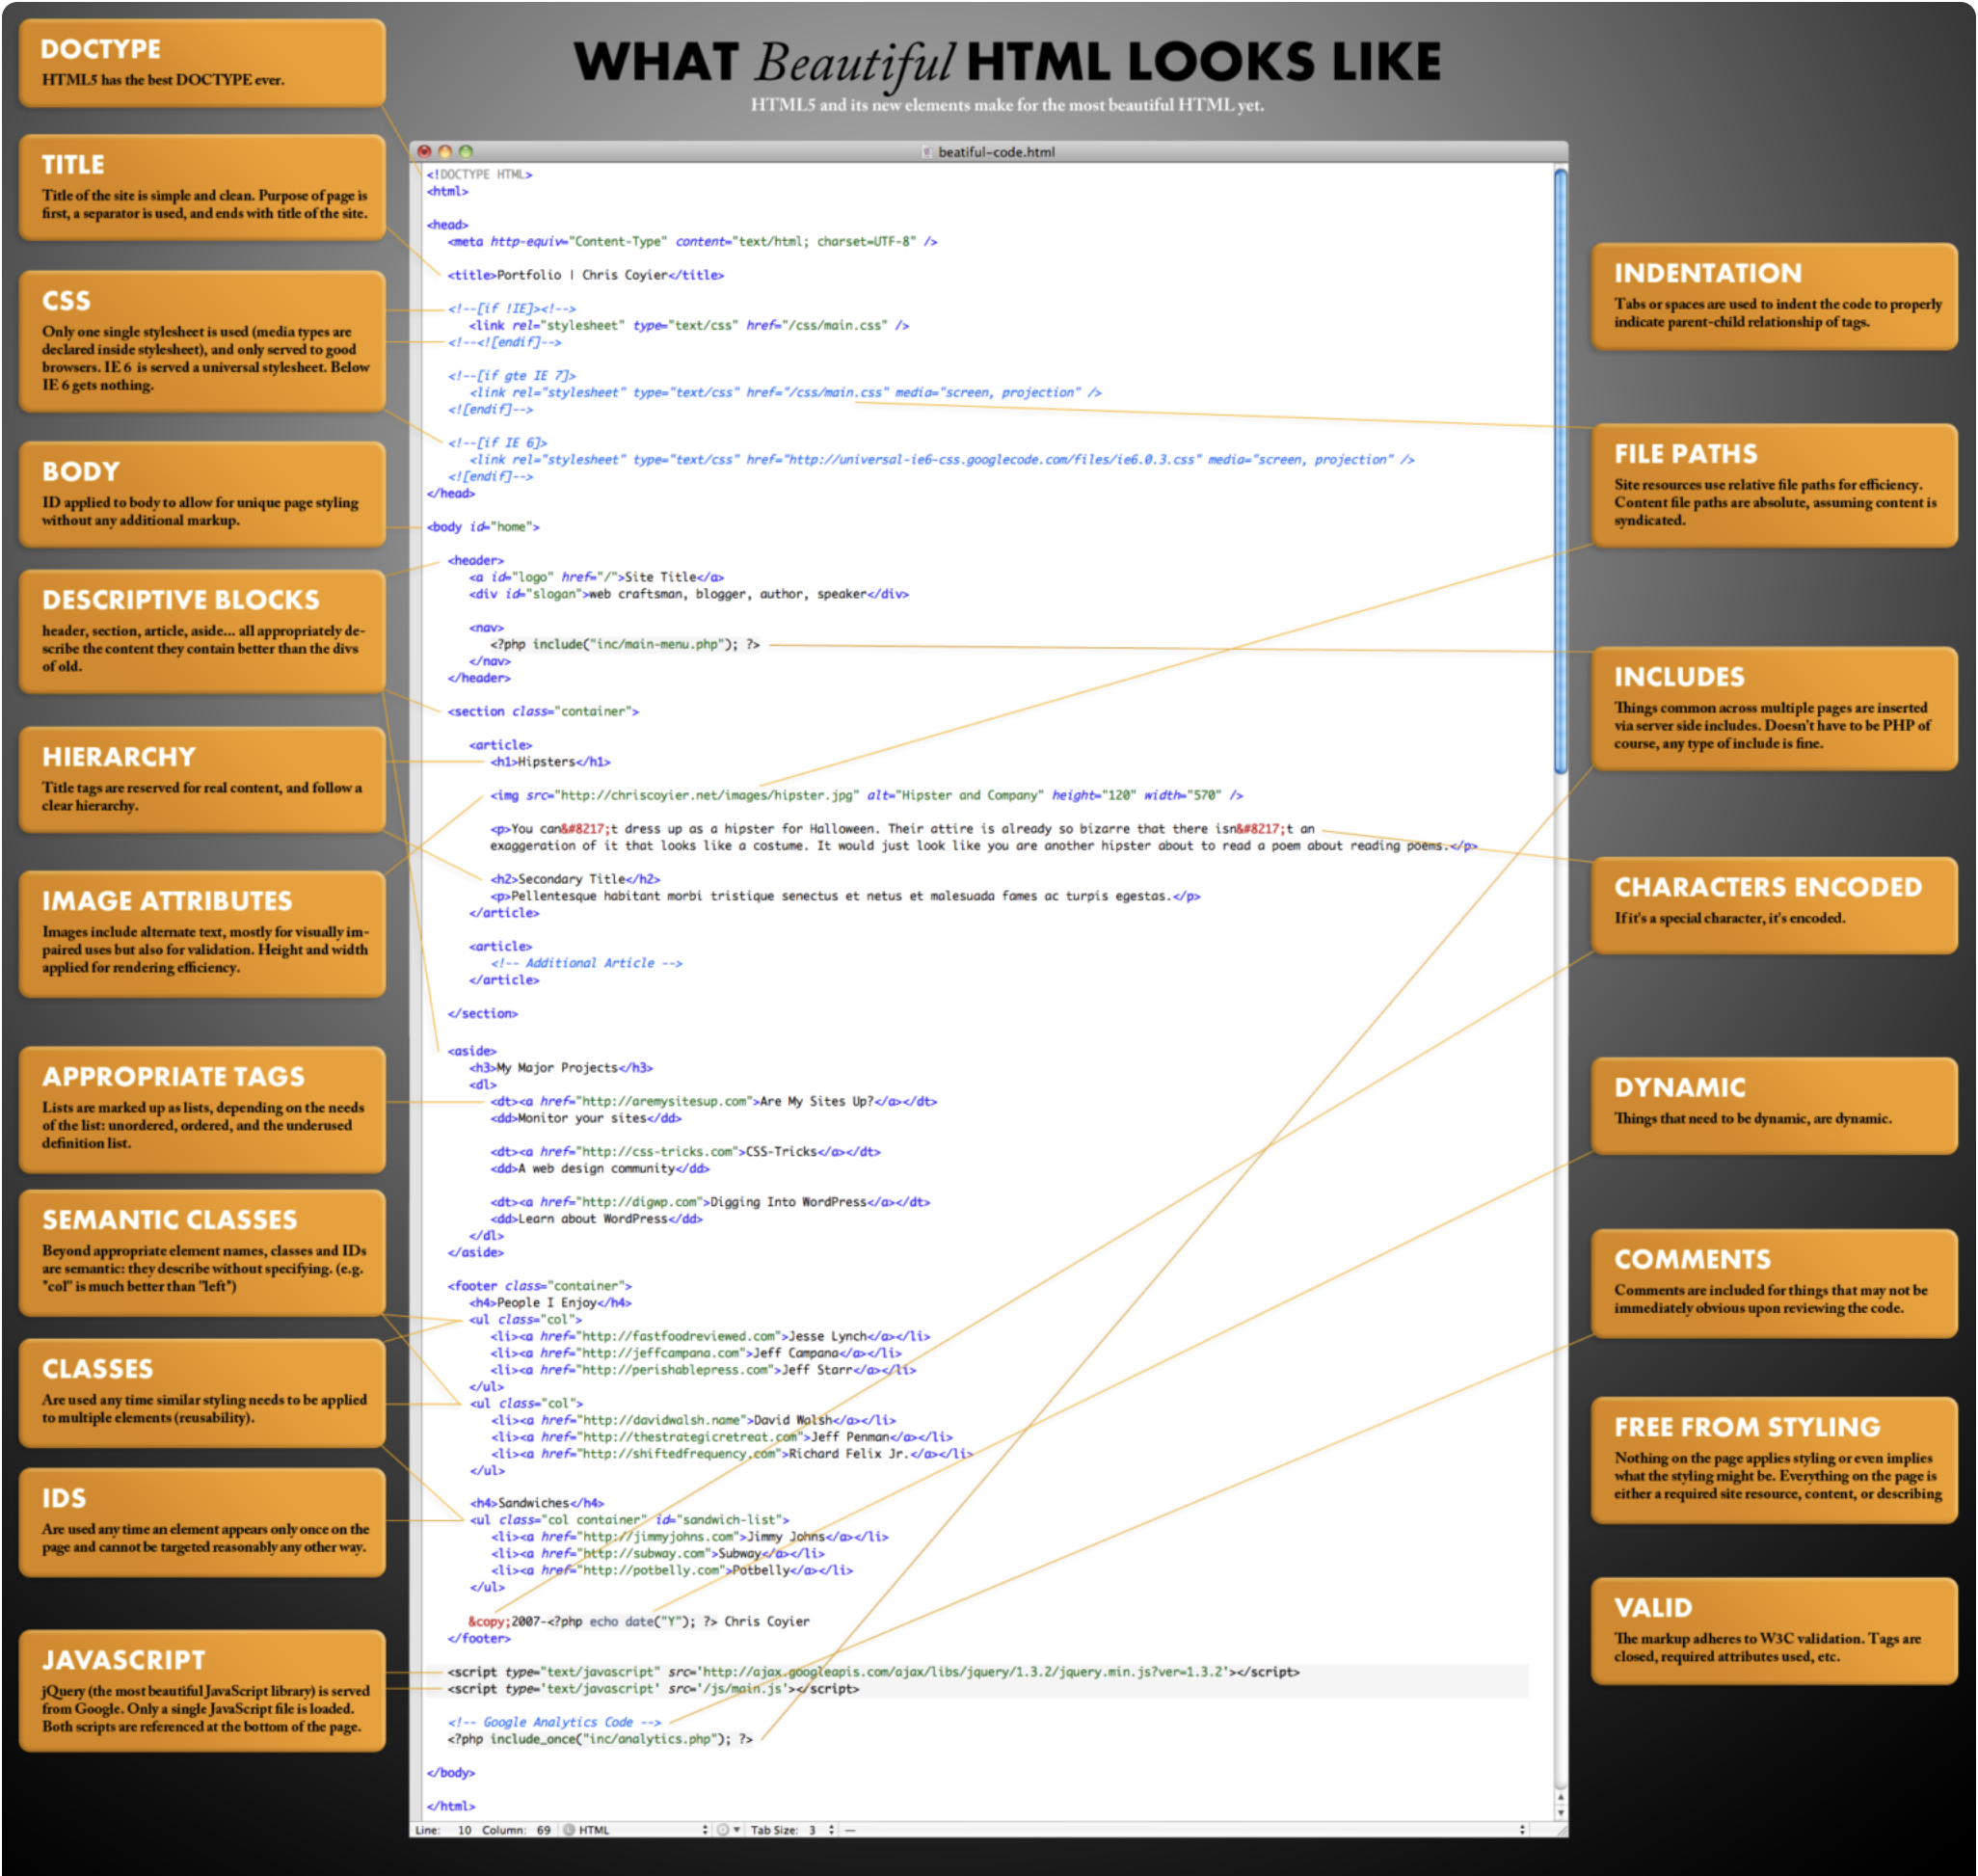 WHAT Beautiful HTML LOOKS LIKE
HTML5 and its new elements make for the most beautiful HTML yet.
DOCTYPE
HTML5 has the best DOCTYPE ever.
TITLE
Title of the site is simple and clean. Purpose of page is
first, a separator is used, and ends with title of the site.
CSS
Only one single stylesheet is used (media types are
declared inside stylesheet), and only served to good
browsers. IE 6 is served a universal stylesheet. Below
IE 6 gets nothing.
BODY
ID applied to body to allow for unique page styling
without any additional markup.
DESCRIPTIVE BLOCKS
header, section, article, aside... all appropriately de-
scribe the content they contain better than the divs
of old.
HIERARCHY
Title tags are reserved for real content, and follow a
clear hierarchy.
IMAGE ATTRIBUTES
Images include alternate text, mostly for visually im-
paired uses but also for validation. Height and width
applied for rendering efficiency.
APPROPRIATE TAGS
Lists are marked up as lists, depending on the needs
of the list: unordered, ordered, and the underused
definition list.
SEMANTIC CLASSES
Beyond appropriate element names, classes and IDs
are semantic: they describe without specifying. (e.g.
"col" is much better than "left")
CLASSES
Are used any time similar styling needs to be applied
to multiple elements (reusability).
IDS
Are used any time an element appears only once on the
page and cannot be targeted reasonably any other way.
JAVASCRIPT
jQuery (the most beautiful JavaScript library) is served
from Google. Only a single JavaScript file is loaded.
Both scripts are referenced at the bottom of the page.
beatiful-code.html
<!DOCTYPE HTML>
<html>
<head>
<meta http-equiv="Content-Type" content="text/html; charset=UTF-8" />
<title>Portfolio | Chris Coyier</title>
<!--[if !IE]><!-->
<link rel="stylesheet" type="text/css" href="/css/main.css" />
<!--<![endif]-->
<!--[if gte IE 7]>
<link rel="stylesheet" type="text/css" href="/css/main.css" media="screen, projection" />
<![endif]-->
<!--[if IE 6]>
<link rel="stylesheet" type="text/css" href="http://universal-ie6-css.googlecode.com/files/ie6.0.3.css" media="screen, projection" />
<![endif]-->
</head>
<body id="home">
<header>
<a id="logo" href="/">Site Title</a>
<div id="slogan">web craftsman, blogger, author, speaker</div>
<nav>
<?php include("inc/main-menu.php"); ?>
</nav>
</header>
<section class="container">
<article>
<h1>Hipsters</h1>
<img src="http://chriscoyier.net/images/hipster.jpg" alt="Hipster and Company" height="120" width="570" />
<p>You can&#8217;t dress up as a hipster for Halloween. Their attire is already so bizarre that there isn&#8217;t an
exaggeration of it that looks like a costume. It would just look like you are another hipster about to read a poem about reading poems.</p>
<h2>Secondary Title</h2>
<p>Pellentesque habitant morbi tristique senectus et netus et malesuada fames ac turpis egestas.</p>
</article>
<article>
<!-- Additional Article -->
</article>
</section>
<aside>
<h3>My Major Projects</h3>
<dl>
<dt><a href="http://aremysitesup.com">Are My Sites Up?</a></dt>
<dd>Monitor your sites</dd>
<dt><a href="http://css-tricks.com">CSS-Tricks</a></dt>
<dd>A web design community</dd>
<dt><a href="http://digwp.com">Digging Into WordPress</a></dt>
<dd>Learn about WordPress</dd>
</dl>
</aside>
<footer class="container">
<h4>People I Enjoy</h4>
<ul class="col">
<li><a href="http://fastfoodreviewed.com">Jesse Lynch</a></li>
<li><a href="http://jeffcampana.com">Jeff Campana</a></li>
<li><a href="http://perishablepress.com">Jeff Starr</a></li>
</ul>
<ul class="col">
<li><a href="http://davidwalsh.name">David Walsh</a></li>
<li><a href="http://thestrategicretreat.com">Jeff Penman</a></li>
<li><a href="http://shiftedfrequency.com">Richard Felix Jr.</a></li>
</ul>
<h4>Sandwiches</h4>
<ul class="col container" id="sandwich-list">
<li><a href="http://jimmyjohns.com">Jimmy Johns</a></li>
<li><a href="http://subway.com">Subway</a></li>
<li><a href="http://potbelly.com">Potbelly</a></li>
</ul>
&copy;2007-<?php echo date("Y"); ?> Chris Coyier
</footer>
<script type="text/javascript" src='http://ajax.googleapis.com/ajax/libs/jquery/1.3.2/jquery.min.js?ver=1.3.2'></script>
<script type='text/javascript' src='/js/main.js'></script>
<!-- Google Analytics Code -->
<?php include_once("inc/analytics.php"); ?>
</body>
</html>
Line: 10 Column: 69 HTML Tab Size: 3 —
INDENTATION
Tabs or spaces are used to indent the code to properly
indicate parent-child relationship of tags.
FILE PATHS
Site resources use relative file paths for efficiency.
Content file paths are absolute, assuming content is
syndicated.
INCLUDES
Things common across multiple pages are inserted
via server side includes. Doesn't have to be PHP of
course, any type of include is fine.
CHARACTERS ENCODED
If it's a special character, it's encoded.
DYNAMIC
Things that need to be dynamic, are dynamic.
COMMENTS
Comments are included for things that may not be
immediately obvious upon reviewing the code.
FREE FROM STYLING
Nothing on the page applies styling or even implies
what the styling might be. Everything on the page is
either a required site resource, content, or describing
VALID
The markup adheres to W3C validation. Tags are
closed, required attributes used, etc.